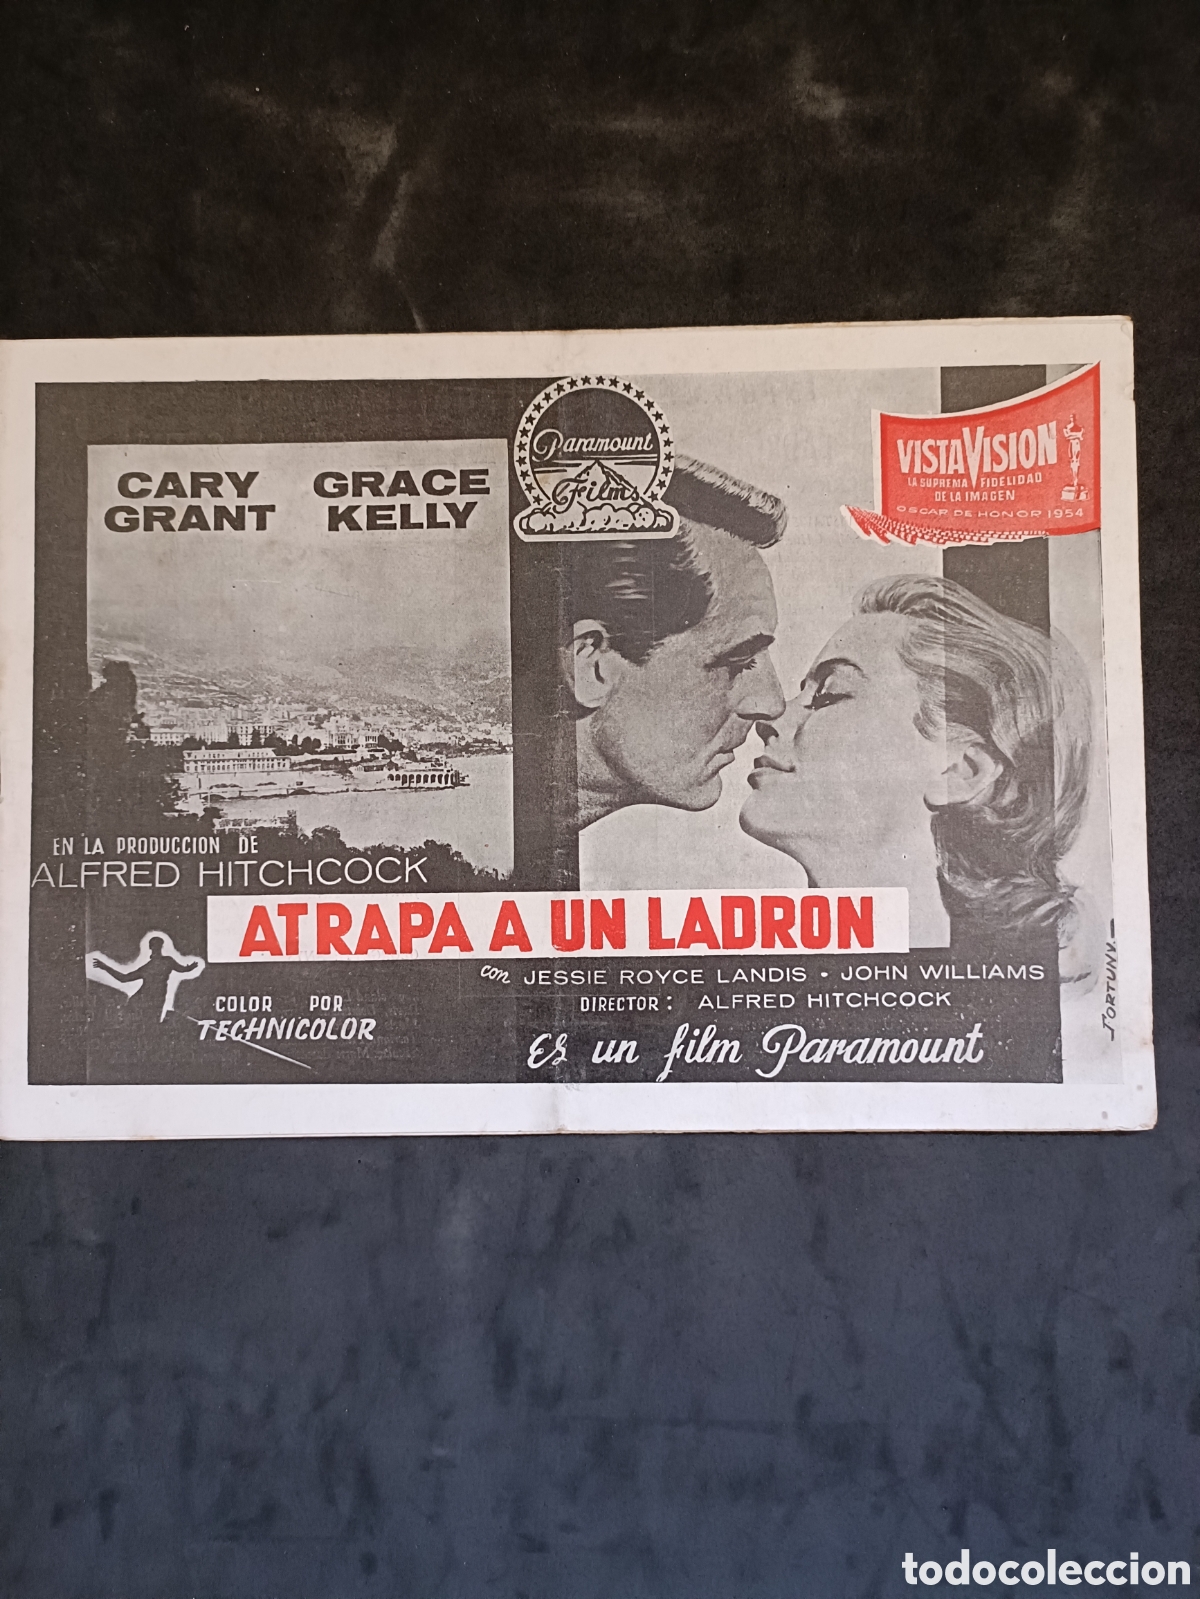 CARY GRANT
GRACE KELLY
Paramount
Films
VISTAVISION
LA SUPREMA FIDELIDAD
DE LA IMAGEN
OSCAR DE HONOR 1954
EN LA PRODUCCION DE
ALFRED HITCHCOCK
ATRAPA A UN LADRON
con JESSIE ROYCE LANDIS • JOHN WILLIAMS
DIRECTOR: ALFRED HITCHCOCK
COLOR POR
TECHNICOLOR
Es un film Paramount
FORTUNY.
todocoleccion